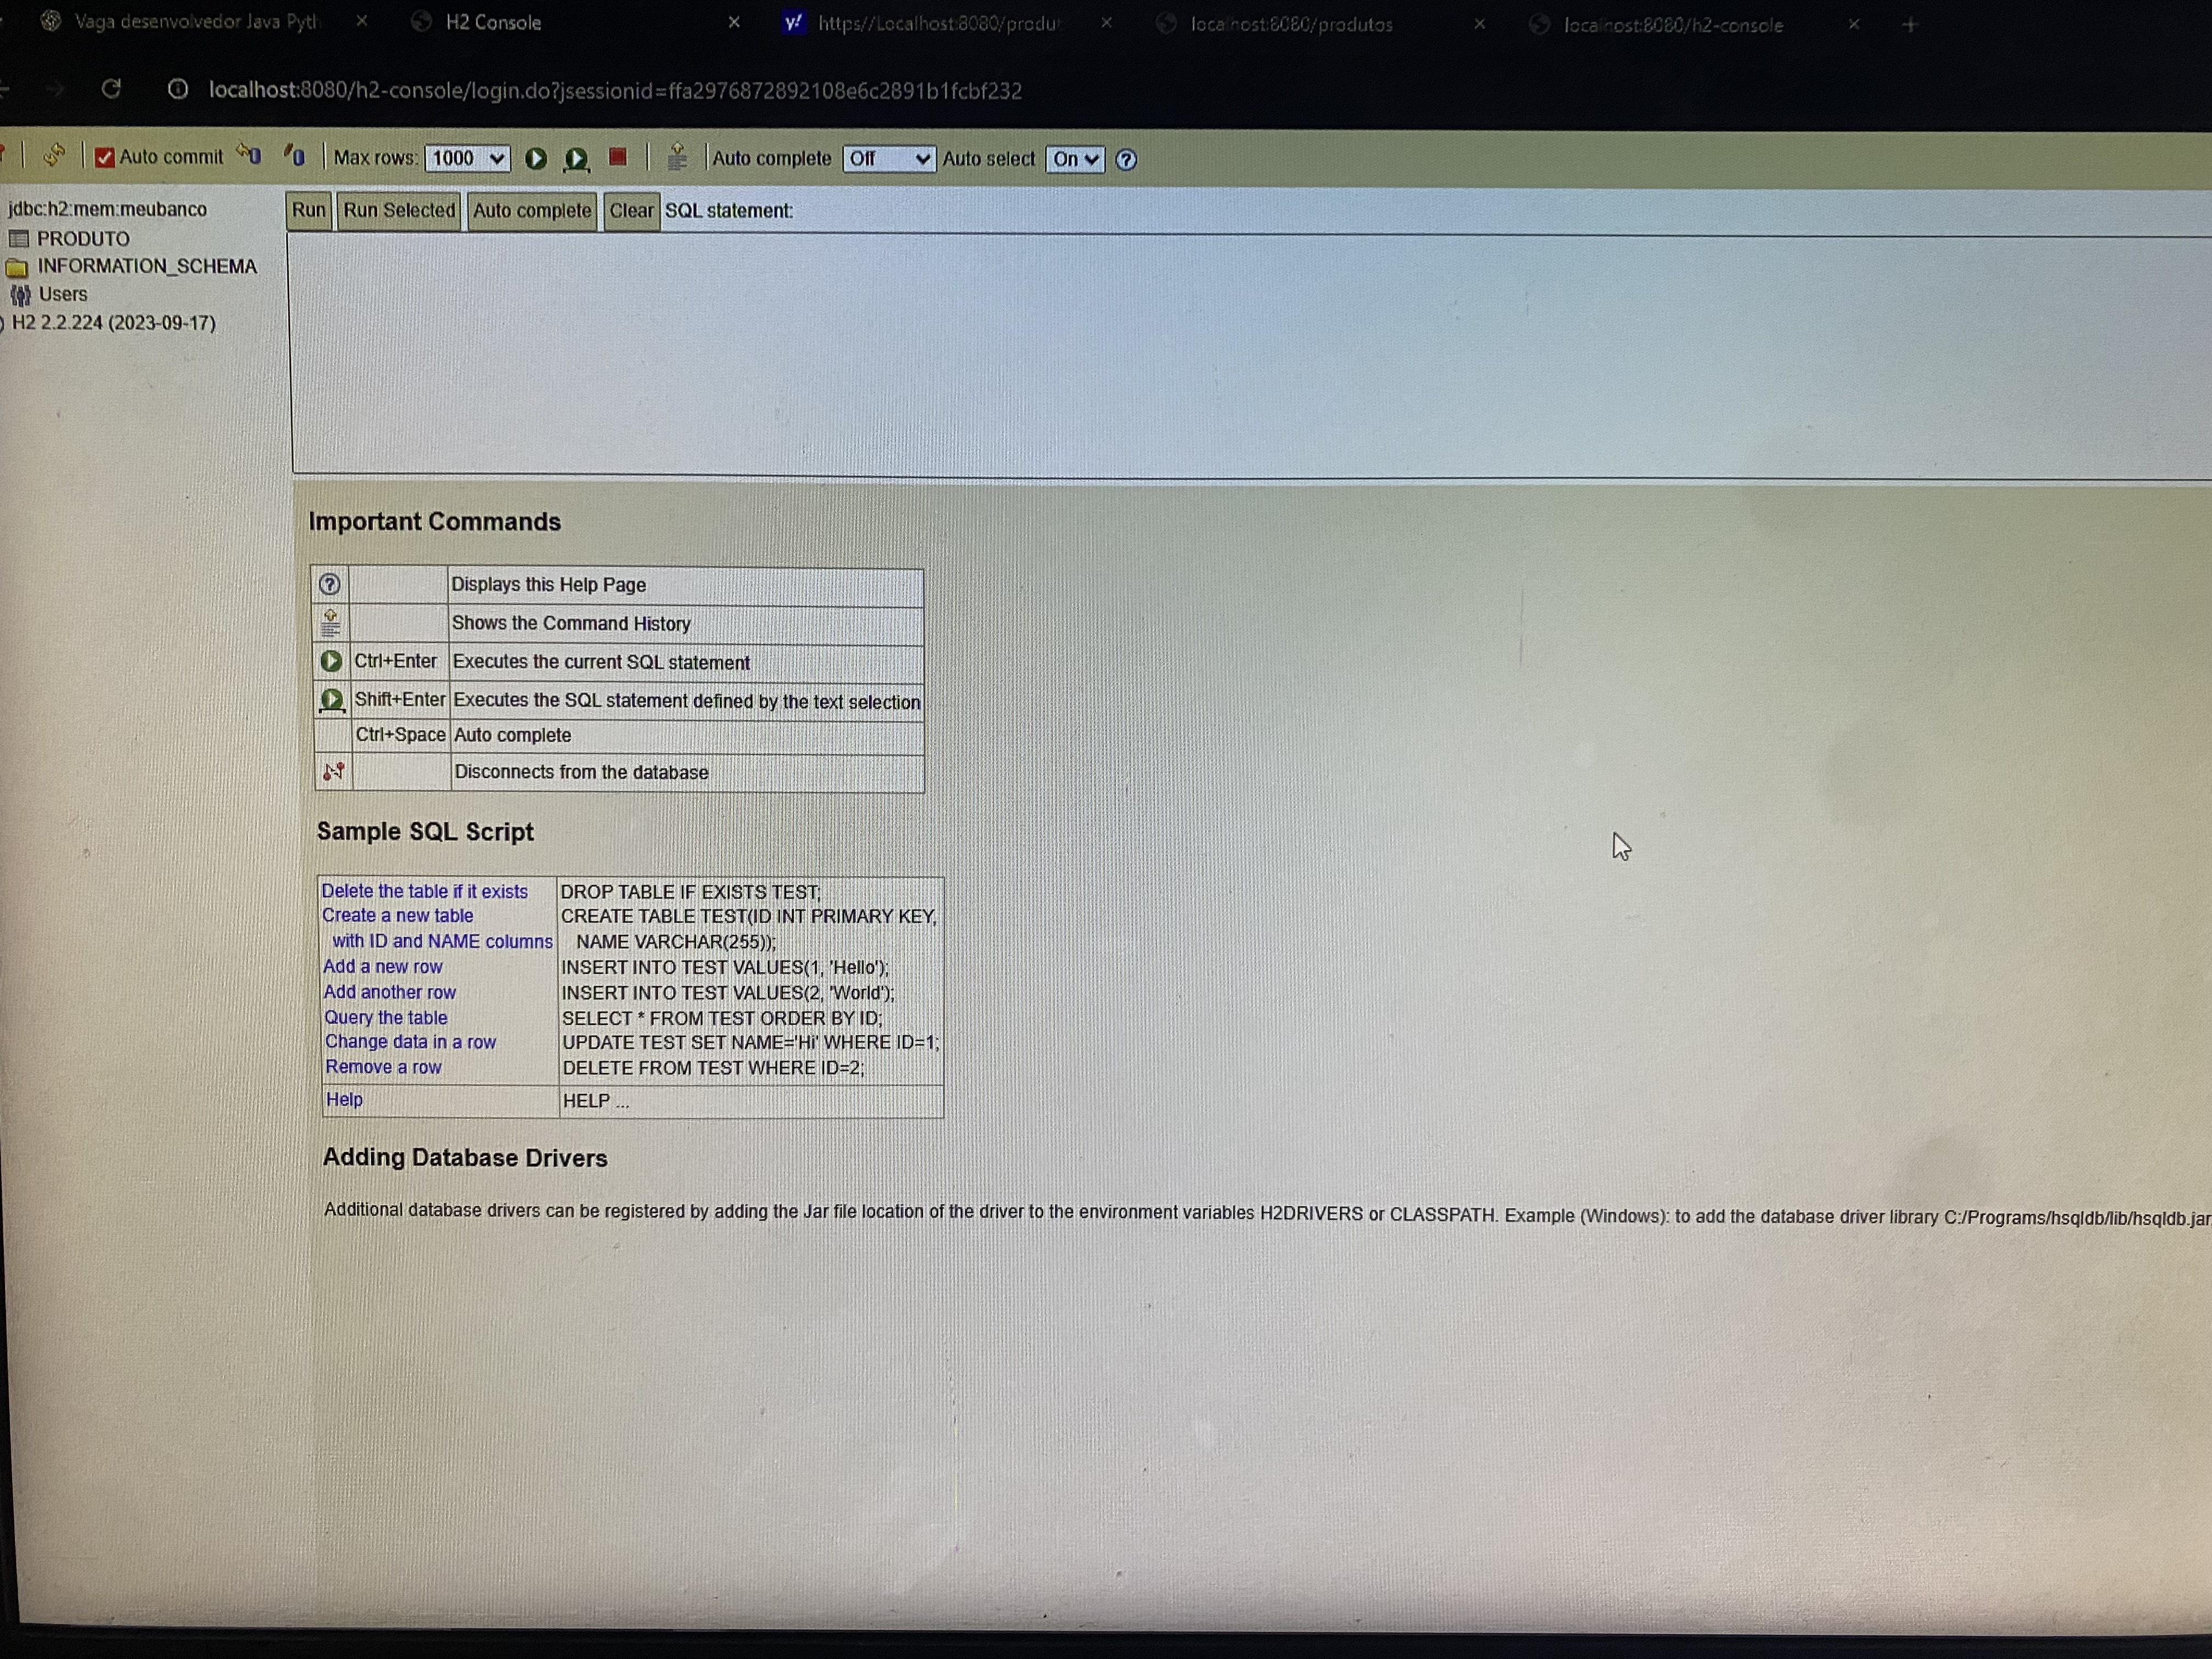 Vaga desenvolvedor Java Pyth
H2 Console
y! https//Localhost:8080/produ
localhost:8080/produtos
localhost:8080/h2-console
localhost:8080/h2-console/login.do?jsessionid=ffa2976872892108e6c2891b1fcbf232
Auto commit Max rows: 1000 Auto complete Off Auto select On ?
jdbc:h2:mem:meubanco
PRODUTO
INFORMATION_SCHEMA
Users
H2 2.2.224 (2023-09-17)
Run Run Selected Auto complete Clear SQL statement:
Important Commands
? Displays this Help Page
Shows the Command History
Ctrl+Enter Executes the current SQL statement
Shift+Enter Executes the SQL statement defined by the text selection
Ctrl+Space Auto complete
Disconnects from the database
Sample SQL Script
Delete the table if it exists DROP TABLE IF EXISTS TEST;
Create a new table CREATE TABLE TEST(ID INT PRIMARY KEY,
with ID and NAME columns NAME VARCHAR(255));
Add a new row INSERT INTO TEST VALUES(1, 'Hello');
Add another row INSERT INTO TEST VALUES(2, 'World');
Query the table SELECT * FROM TEST ORDER BY ID;
Change data in a row UPDATE TEST SET NAME='Hi' WHERE ID=1;
Remove a row DELETE FROM TEST WHERE ID=2;
Help HELP ...
Adding Database Drivers
Additional database drivers can be registered by adding the Jar file location of the driver to the environment variables H2DRIVERS or CLASSPATH. Example (Windows): to add the database driver library C:/Programs/hsqldb/lib/hsqldb.jar